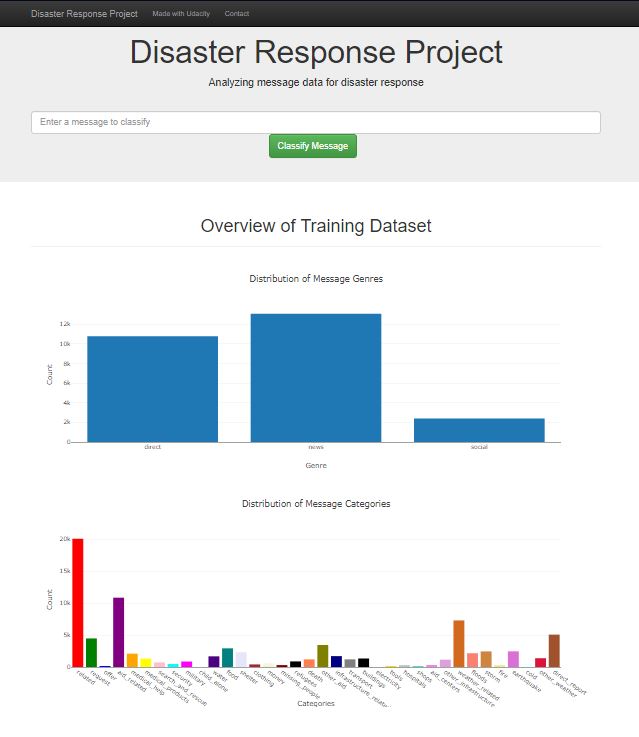 Disaster Response Project Made with Udacity Contact
Disaster Response Project
Analyzing message data for disaster response
Enter a message to classify
Classify Message
Overview of Training Dataset
Distribution of Message Genres
12k
10k
8k
6k
4k
2k
0
Count
direct news social
Genre
Distribution of Message Categories
20k
15k
10k
5k
0
Count
related
request
offer
aid_related
medical_help
medical_products
search_and_rescue
security
military
child_alone
water
food
shelter
clothing
money
missing_people
refugees
death
other_aid
infrastructure_relate…
transport
buildings
electricity
tools
hospitals
shops
aid_centers
other_infrastructure
weather_related
floods
storm
fire
earthquake
cold
other_weather
direct_report
Categories